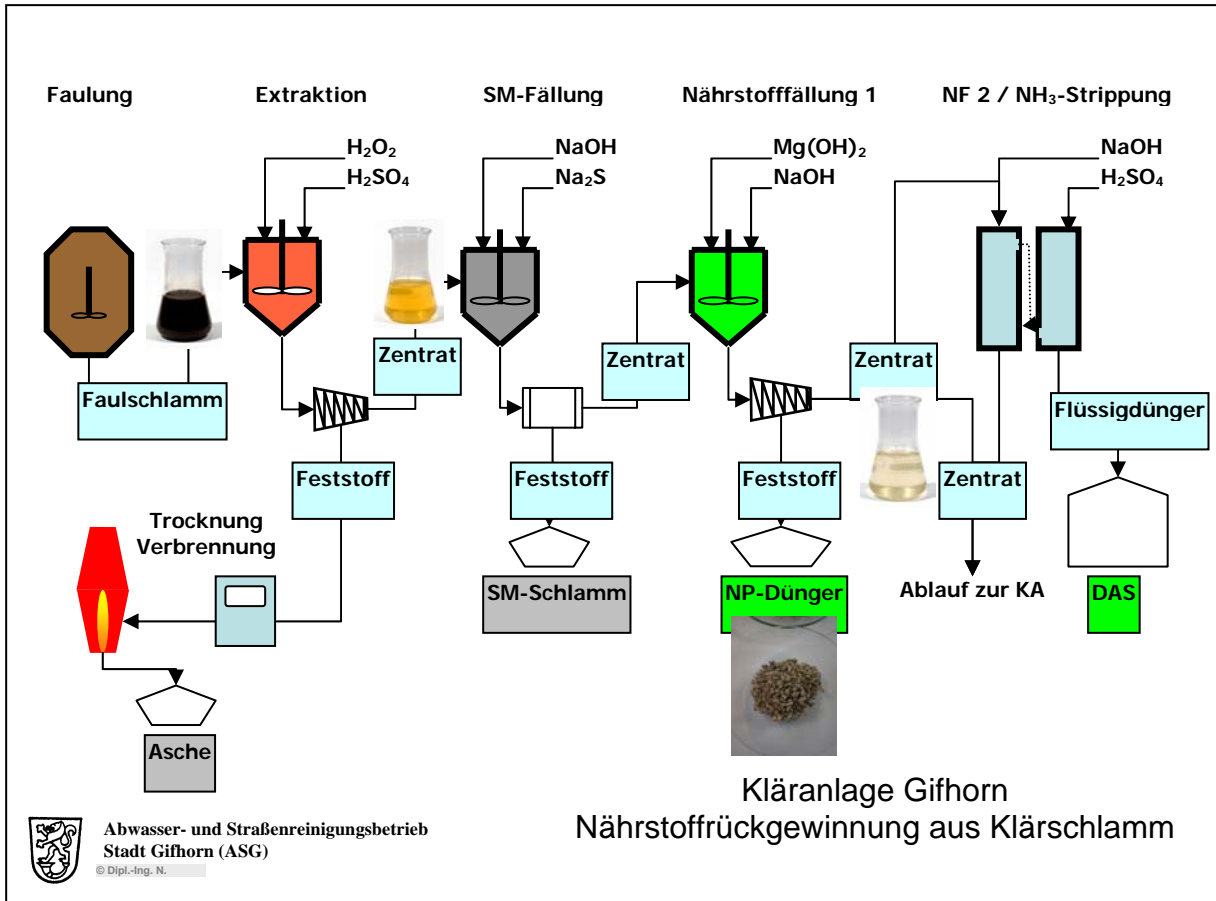 Faulung
Extraktion
SM-Fällung
Nährstofffällung 1
NF 2 / NH₃-Strippung
H₂O₂
H₂SO₄
NaOH
Na₂S
Mg(OH)₂
NaOH
NaOH
H₂SO₄
Faulschlamm
Zentrat
Zentrat
Zentrat
Flüssigdünger
Feststoff
Feststoff
Feststoff
Zentrat
Trocknung
Verbrennung
SM-Schlamm
NP-Dünger
Ablauf zur KA
DAS
Asche
Kläranlage Gifhorn
Nährstoffrückgewinnung aus Klärschlamm
Abwasser- und Straßenreinigungsbetrieb
Stadt Gifhorn (ASG)
© Dipl.-Ing. N.